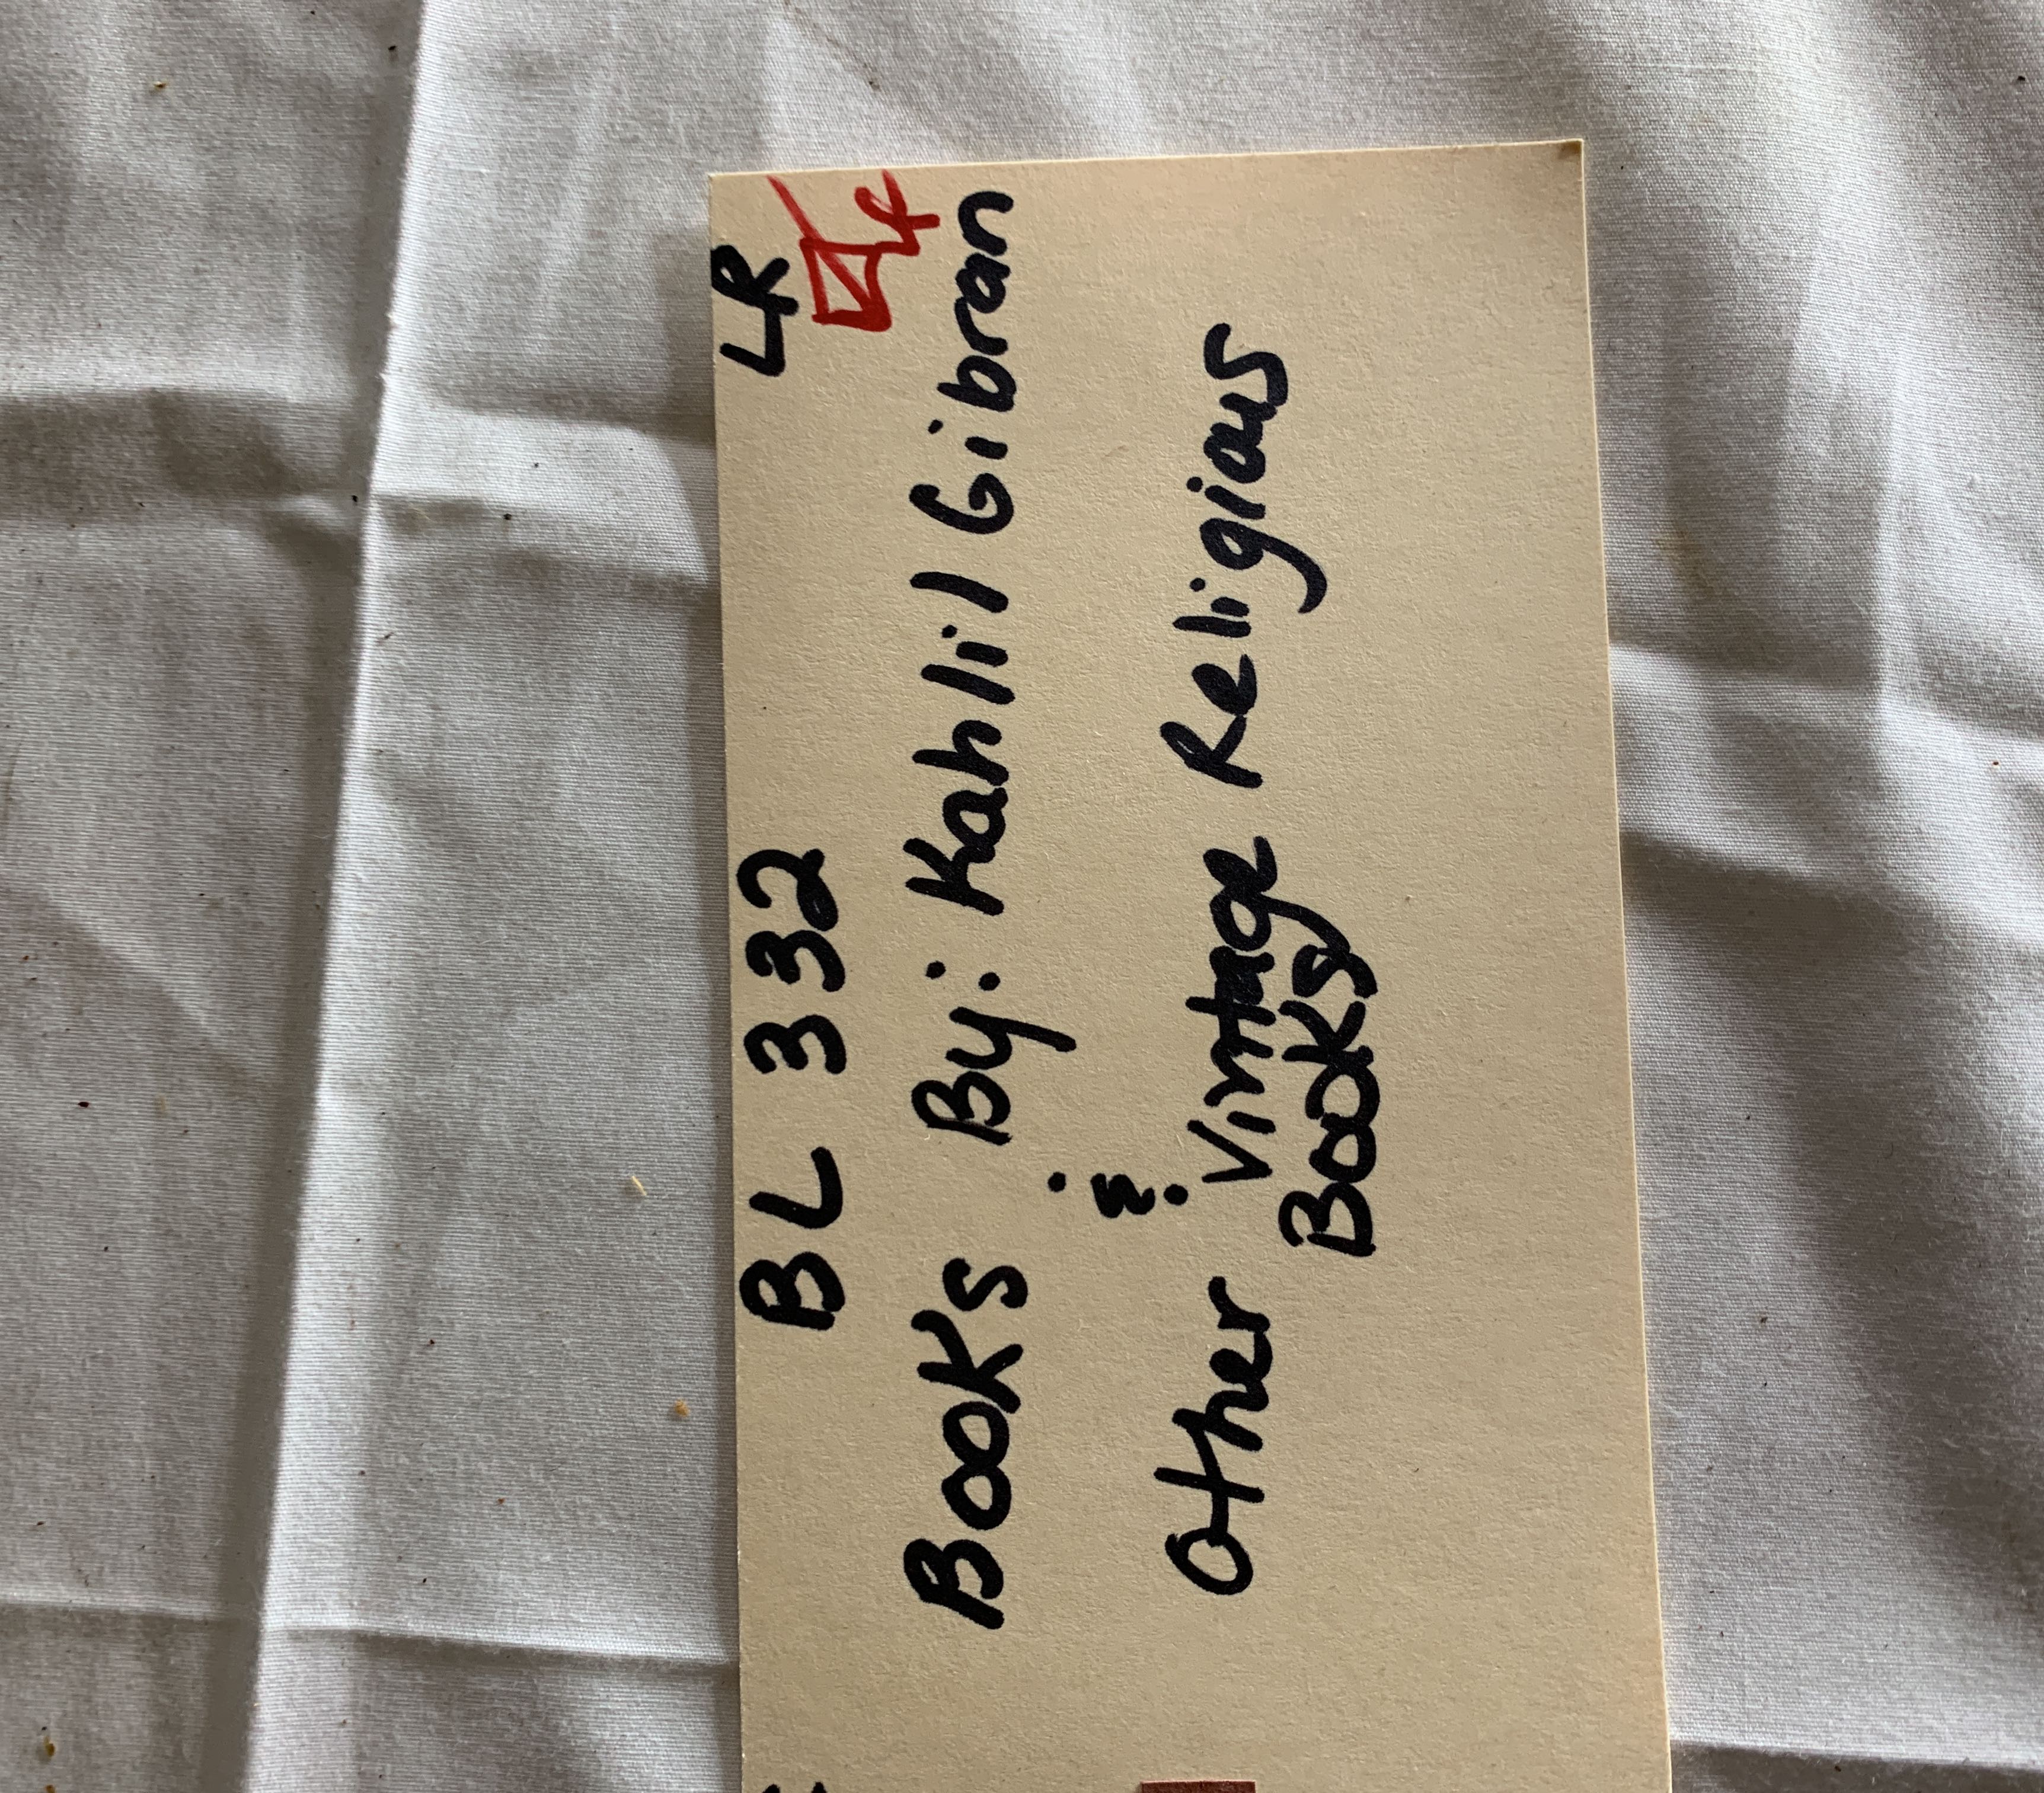 BL 332 LR
Books By: Kahlil Gibran
&
Other Vintage Religious
Books